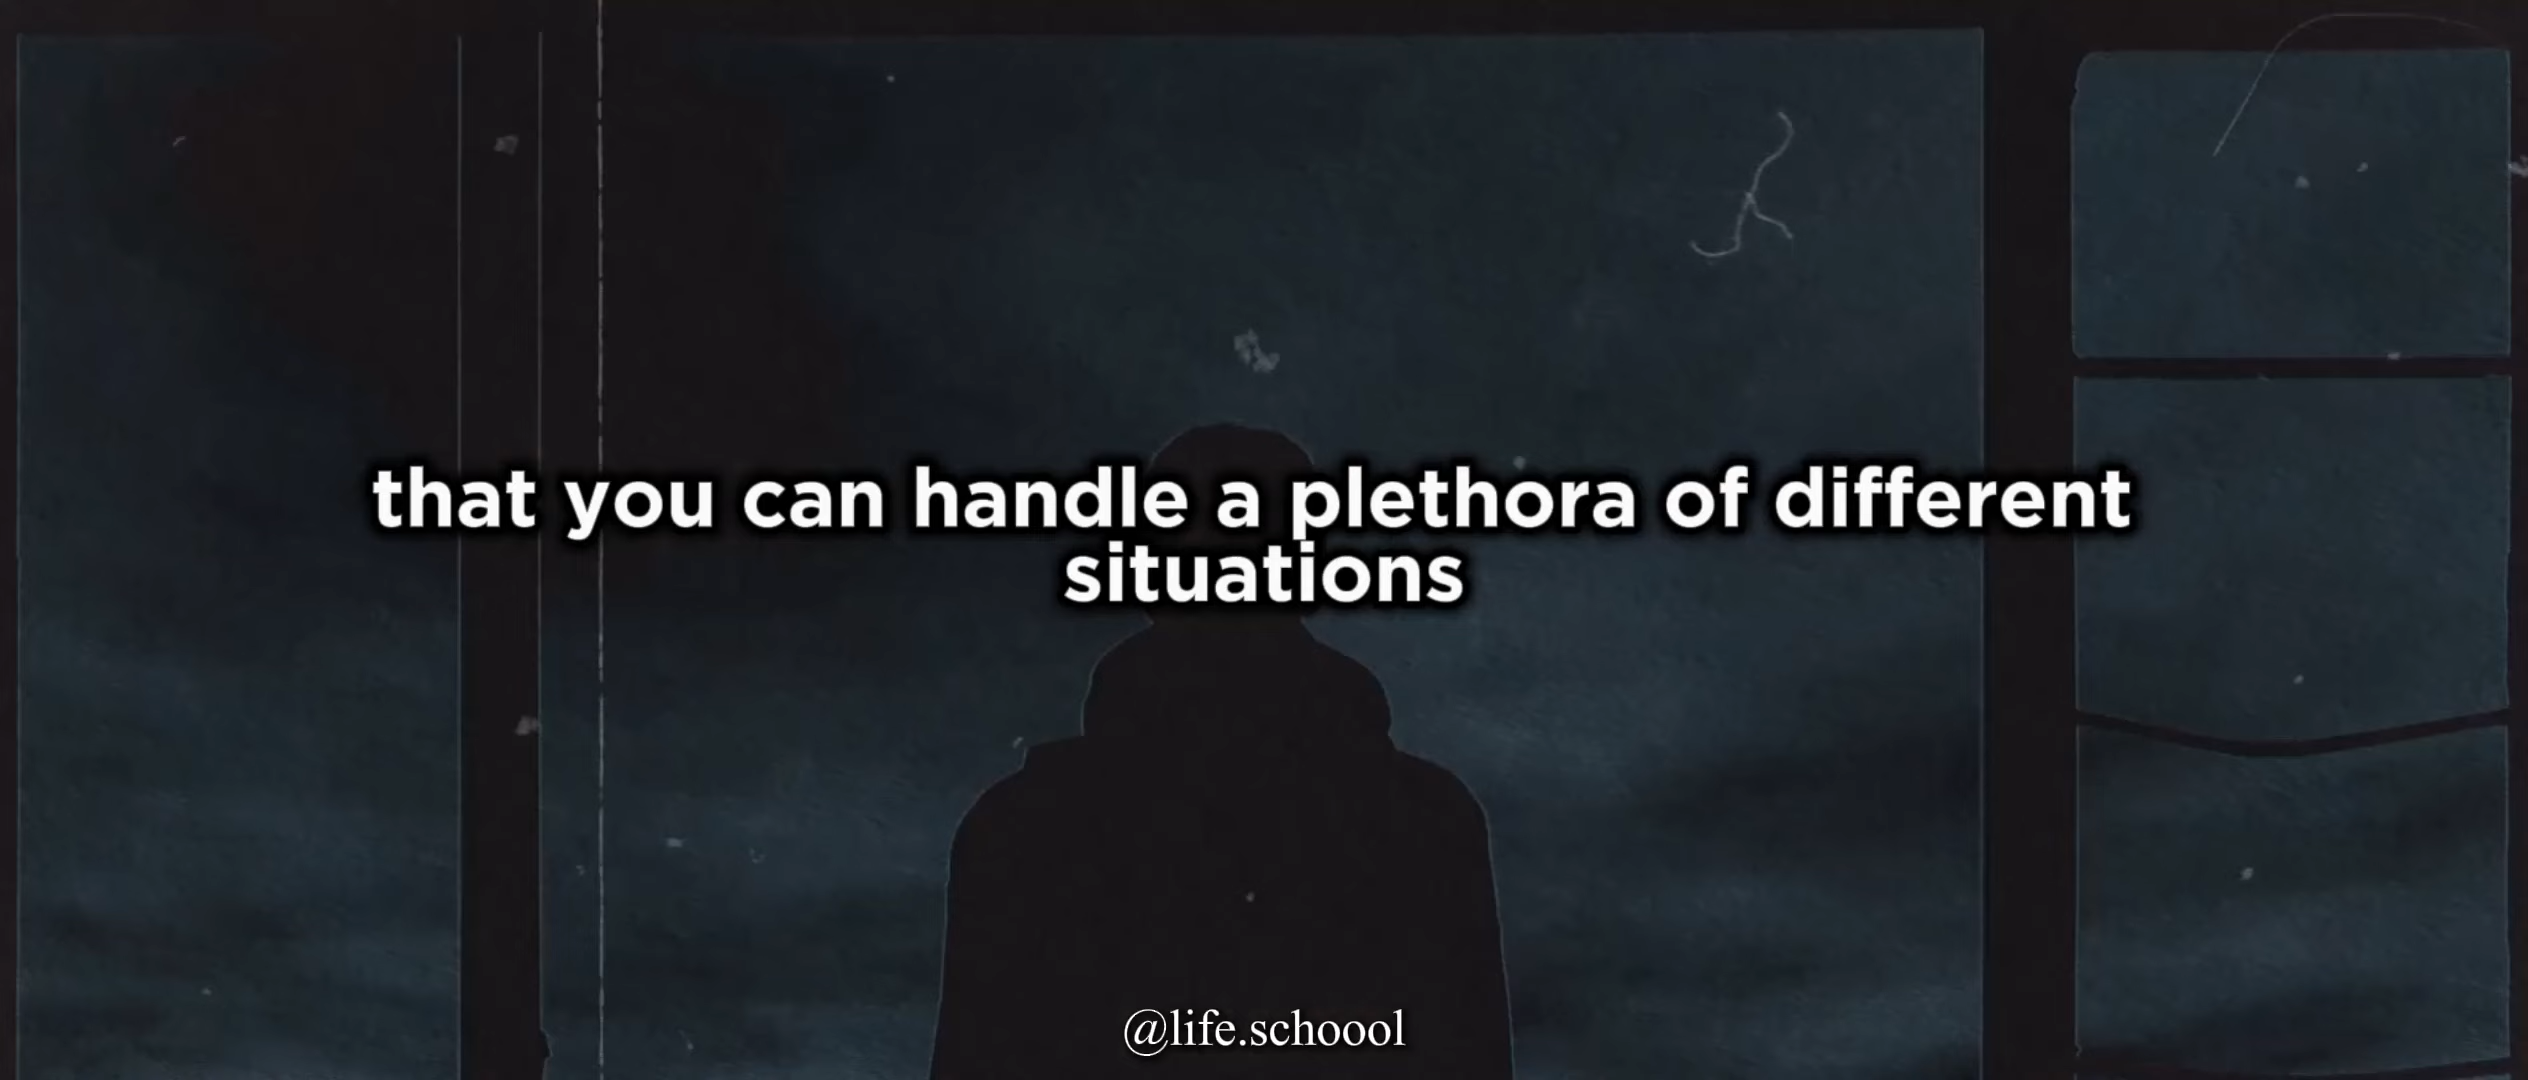 that you can handle a plethora of different
situations
@life.schoool